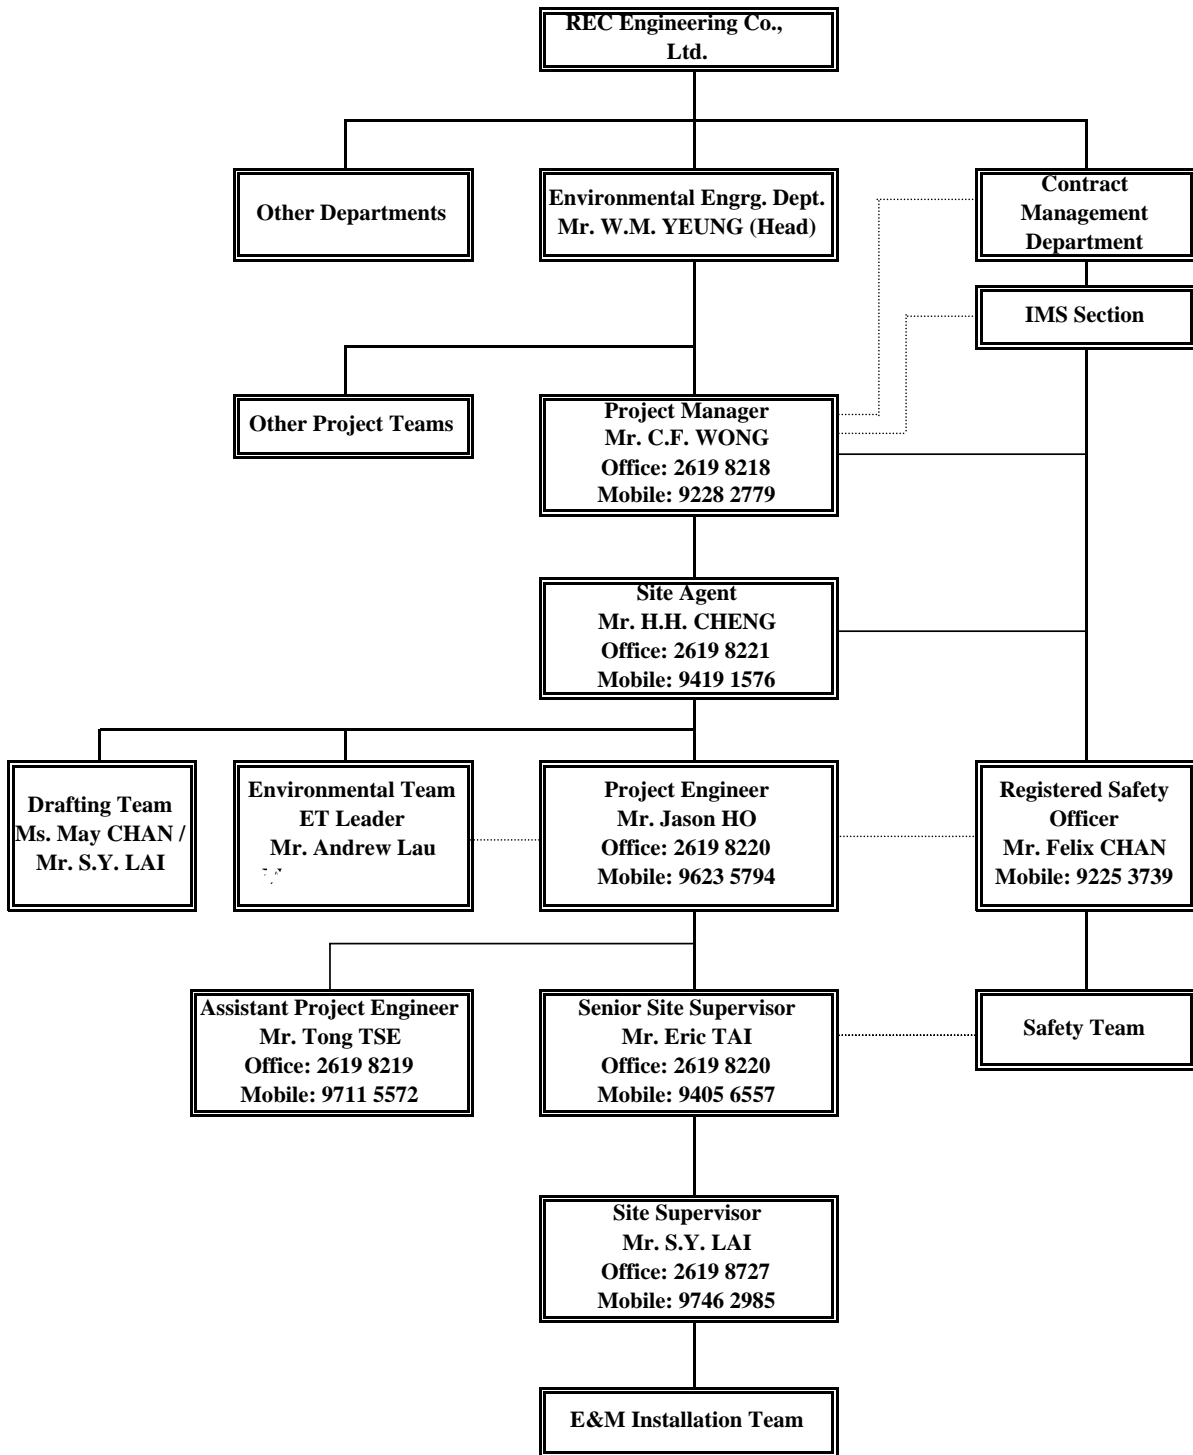 REC Engineering Co.,
Ltd.
Other Departments
Environmental Engrg. Dept.
Mr. W.M. YEUNG (Head)
Contract
Management
Department
IMS Section
Other Project Teams
Project Manager
Mr. C.F. WONG
Office: 2619 8218
Mobile: 9228 2779
Site Agent
Mr. H.H. CHENG
Office: 2619 8221
Mobile: 9419 1576
Drafting Team
Ms. May CHAN /
Mr. S.Y. LAI
Environmental Team
ET Leader
Mr. Andrew Lau
Project Engineer
Mr. Jason HO
Office: 2619 8220
Mobile: 9623 5794
Registered Safety
Officer
Mr. Felix CHAN
Mobile: 9225 3739
Assistant Project Engineer
Mr. Tong TSE
Office: 2619 8219
Mobile: 9711 5572
Senior Site Supervisor
Mr. Eric TAI
Office: 2619 8220
Mobile: 9405 6557
Safety Team
Site Supervisor
Mr. S.Y. LAI
Office: 2619 8727
Mobile: 9746 2985
E&M Installation Team